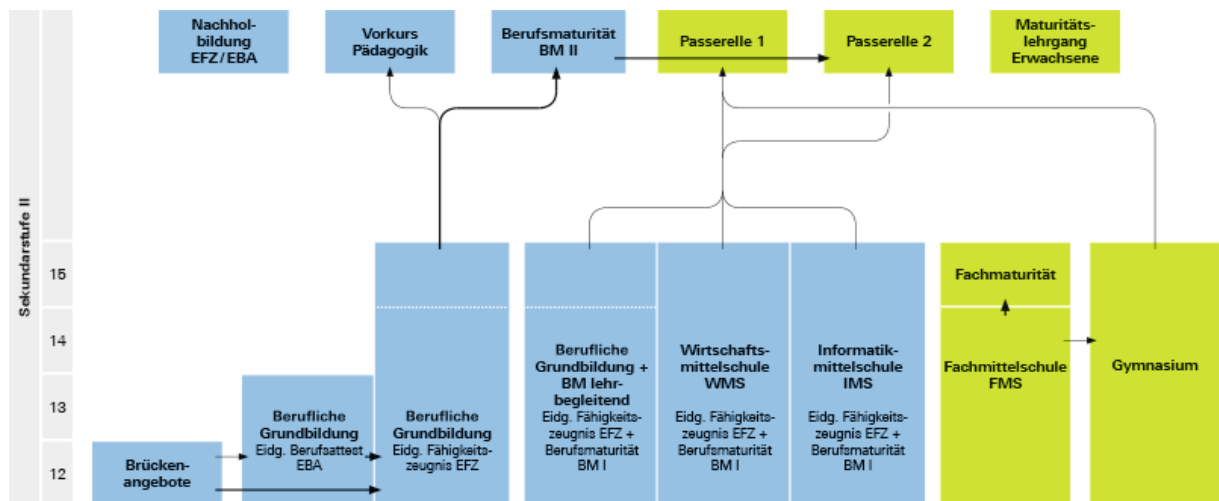 Nachhol-
bildung
EFZ/EBA
Vorkurs
Pädagogik
Berufsmaturität
BM II
Passerelle 1
Passerelle 2
Maturitäts-
lehrgang
Erwachsene
Sekundarstufe II
15
14
13
12
Brücken-
angebote
Berufliche
Grundbildung
Eidg. Berufsattest
EBA
Berufliche
Grundbildung
Eidg. Fähigkeits-
zeugnis EFZ
Berufliche
Grundbildung +
BM lehr-
begleitend
Eidg. Fähigkeits-
zeugnis EFZ +
Berufsmaturität
BM I
Wirtschafts-
mittelschule
WMS
Eidg. Fähigkeits-
zeugnis EFZ +
Berufsmaturität
BM I
Informatik-
mittelschule
IMS
Eidg. Fähigkeits-
zeugnis EFZ +
Berufsmaturität
BM I
Fachmaturität
Fachmittelschule
FMS
Gymnasium